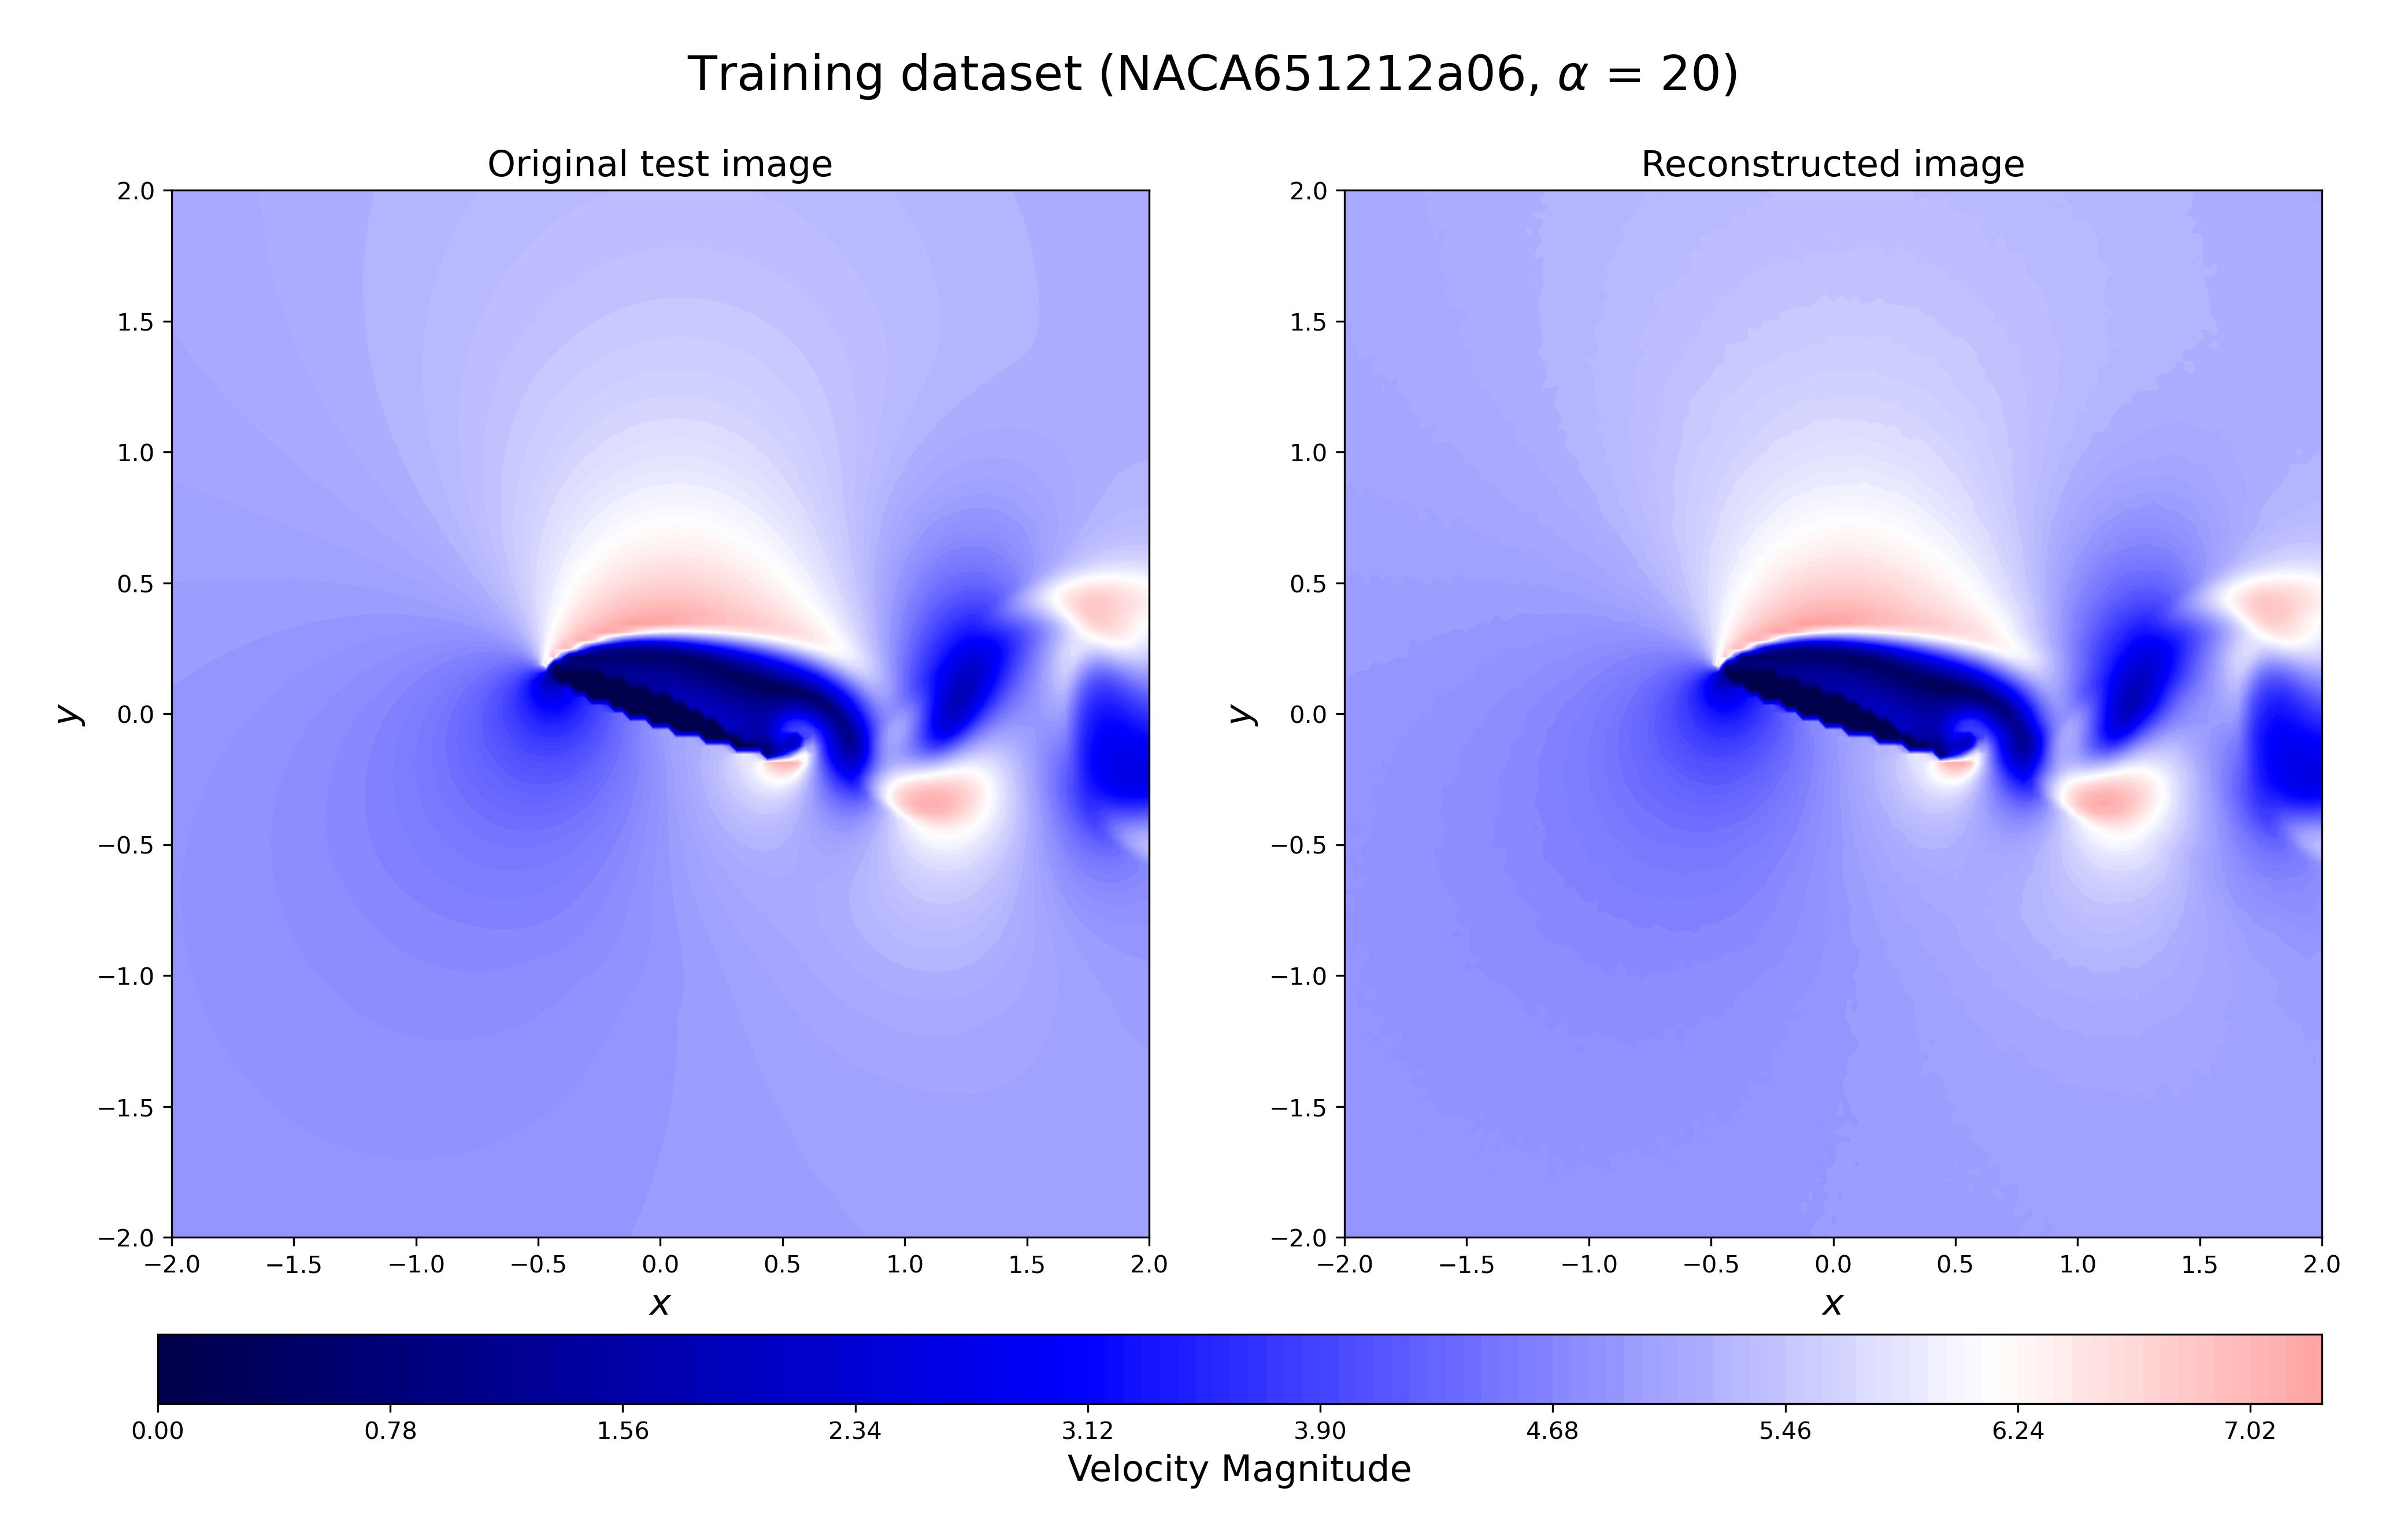 Training dataset (NACA651212a06, α = 20)
Original test image
2.0
1.5
1.0
0.5
0.0
−0.5
−1.0
−1.5
−2.0
y
−2.0 −1.5 −1.0 −0.5 0.0 0.5 1.0 1.5 2.0
x
Reconstructed image
2.0
1.5
1.0
0.5
0.0
−0.5
−1.0
−1.5
−2.0
y
−2.0 −1.5 −1.0 −0.5 0.0 0.5 1.0 1.5 2.0
x
0.00 0.78 1.56 2.34 3.12 3.90 4.68 5.46 6.24 7.02
Velocity Magnitude